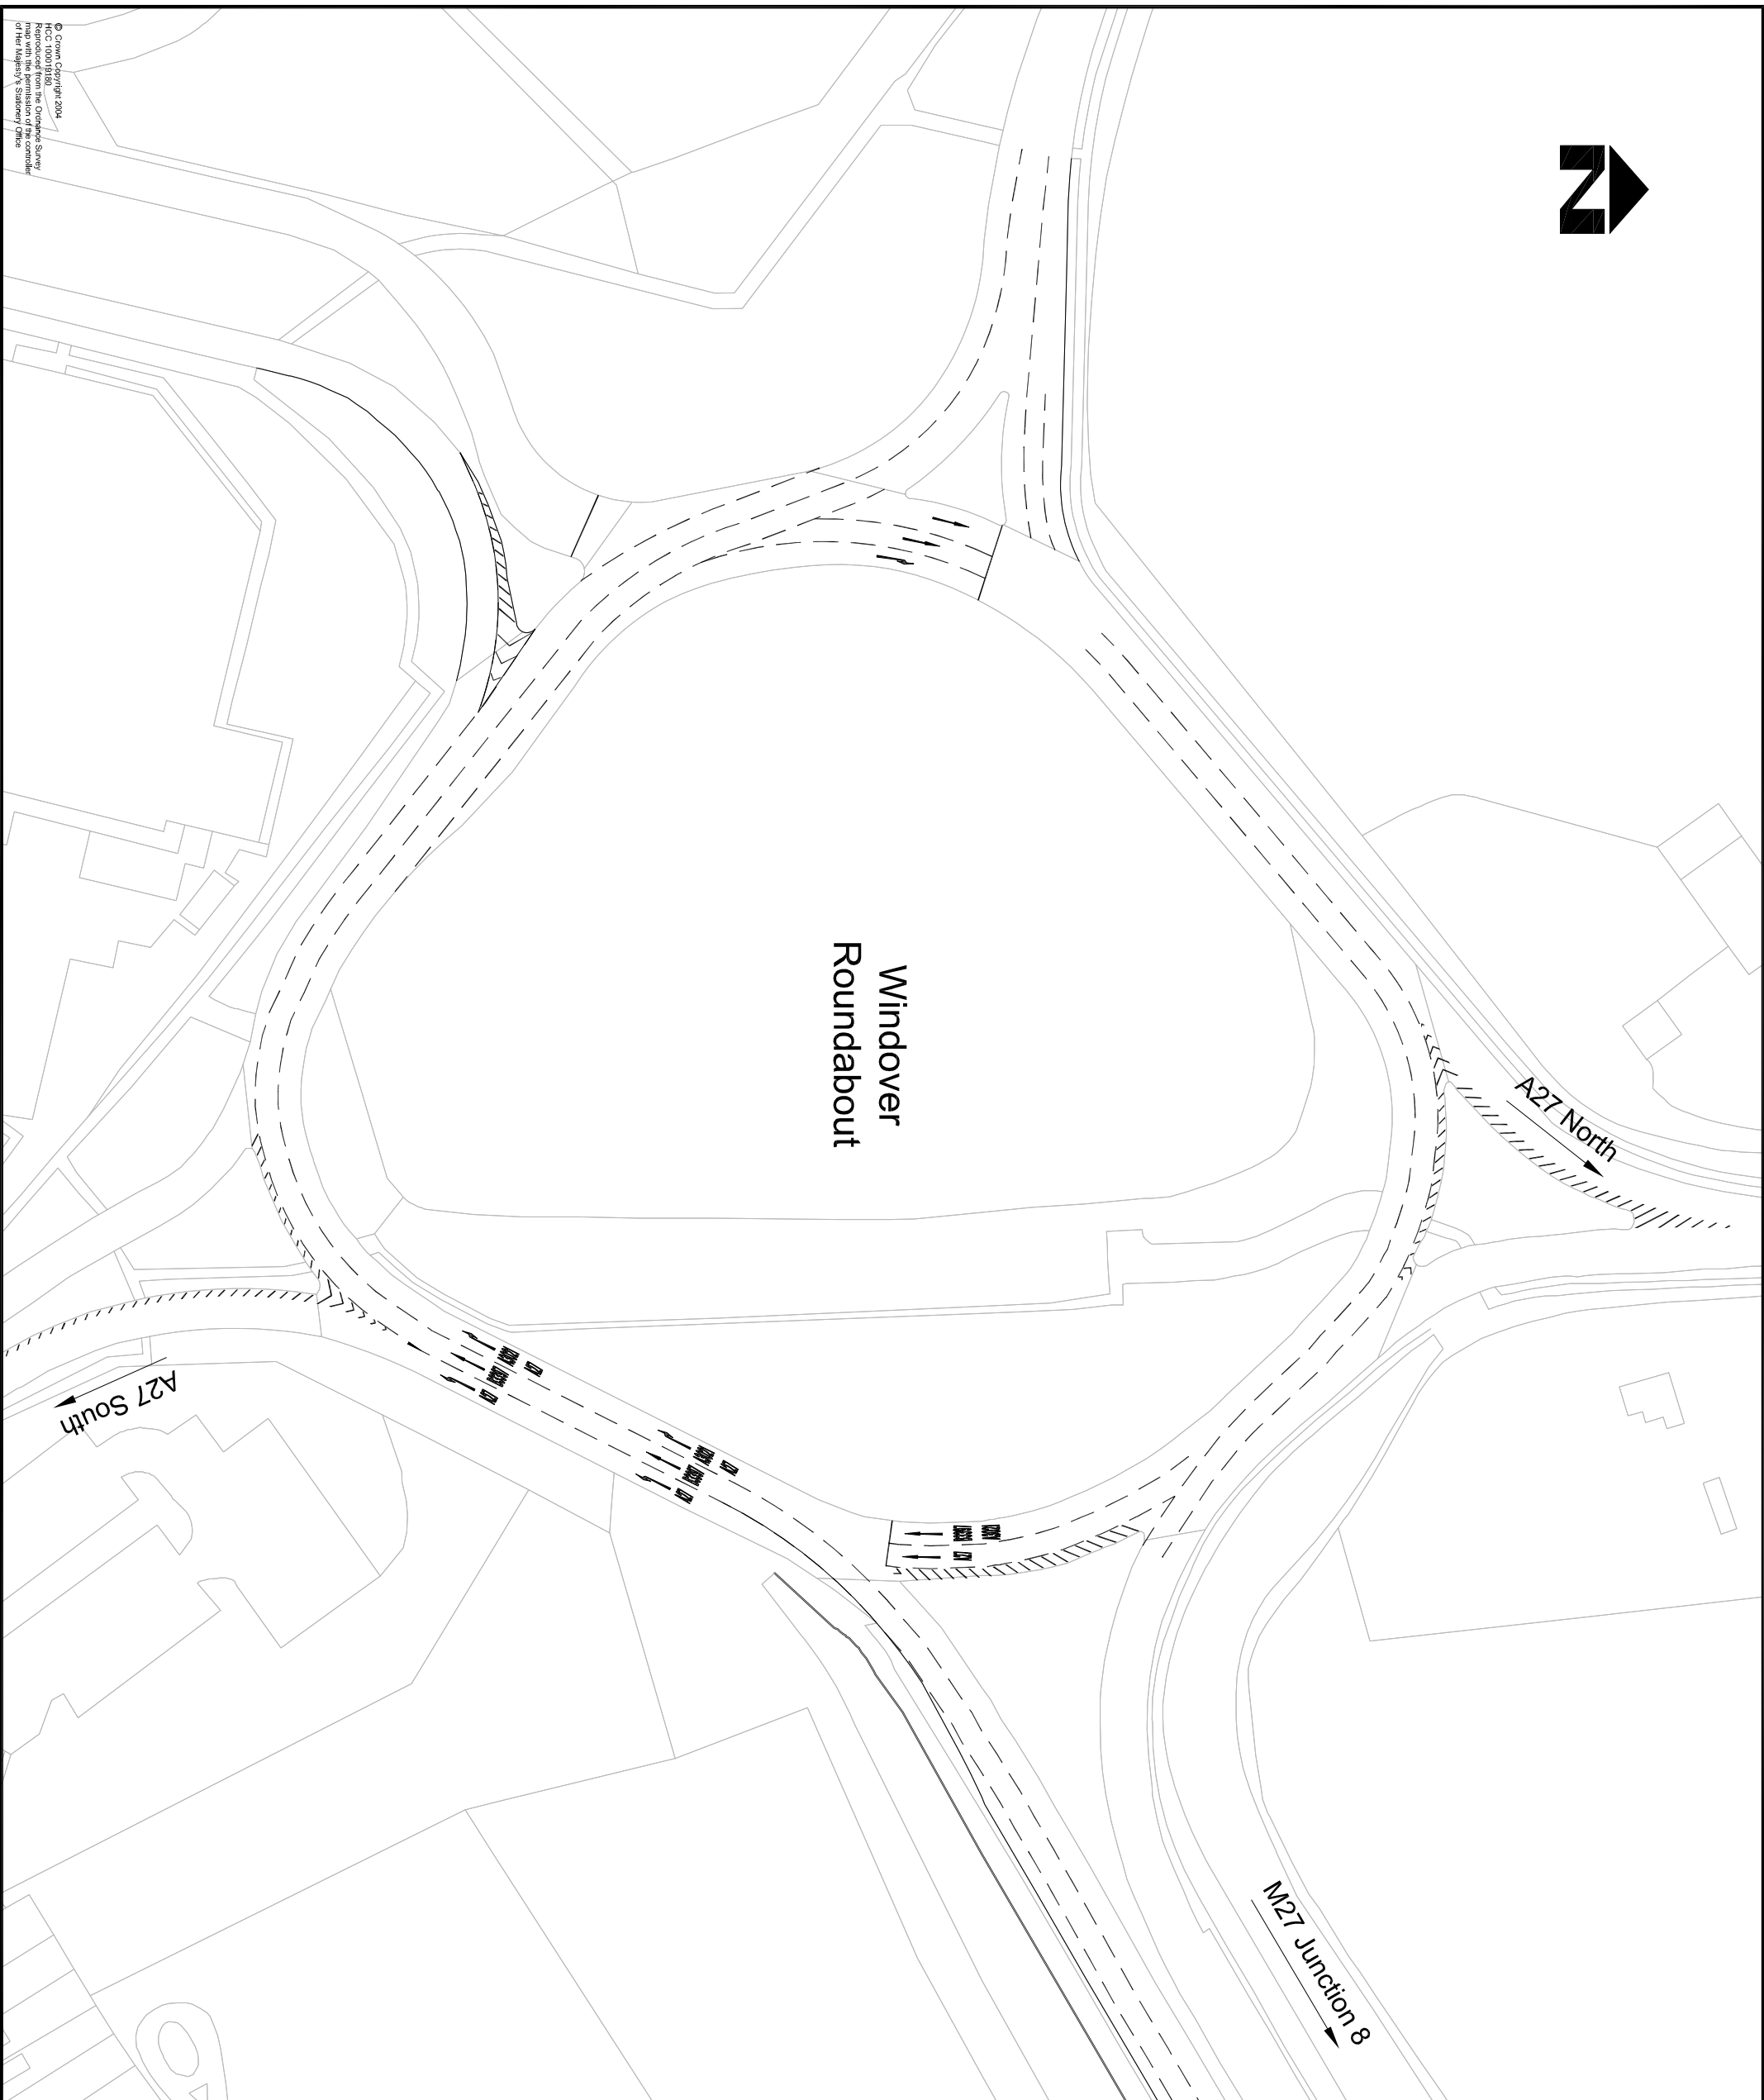 © Crown Copyright 2004
HCC 100019180
Reproduced from the Ordnance Survey
map with the permission of the controller
of Her Majesty's Stationery Office
N
Windover
Roundabout
A27 North
A27 South
M27 Junction 8